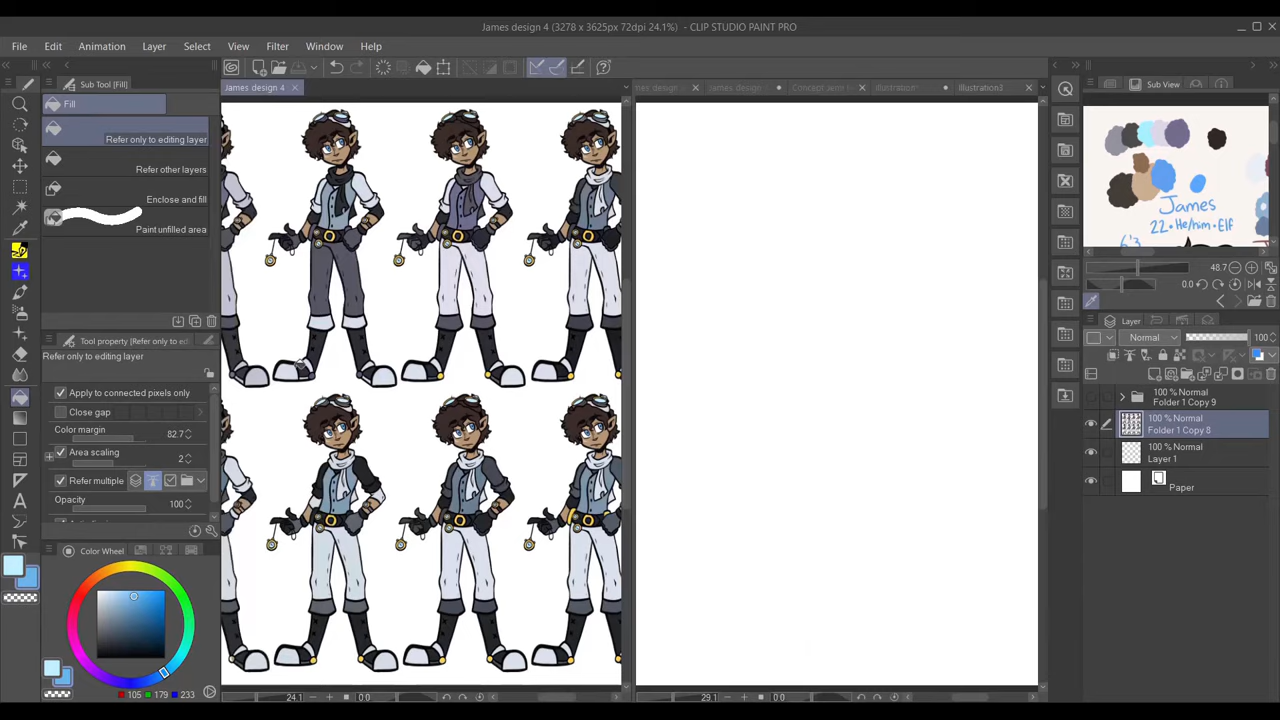 James design 4 (3278 x 3625px 72dpi 24.1%) - CLIP STUDIO PAINT PRO
File Edit Animation Layer Select View Filter Window Help
Sub Tool [Fill]
Fill
Refer only to editing layer
Refer other layers
Enclose and fill
Paint unfilled area
Tool property [Refer only to ed
Refer only to editing layer
Apply to connected pixels only
Close gap
Color margin 82.7
Area scaling 2
Refer multiple
Opacity 100
Color Wheel
105 179 233
James design 4
Illustration
Illustration3
24.1 0.0
29.1 0.0
Sub View
James
22 • He/him • Elf
6'3
48.7
0.0
Layer
Normal 100
100 % Normal
Folder 1 Copy 9
100 % Normal
Folder 1 Copy 8
100 % Normal
Layer 1
Paper